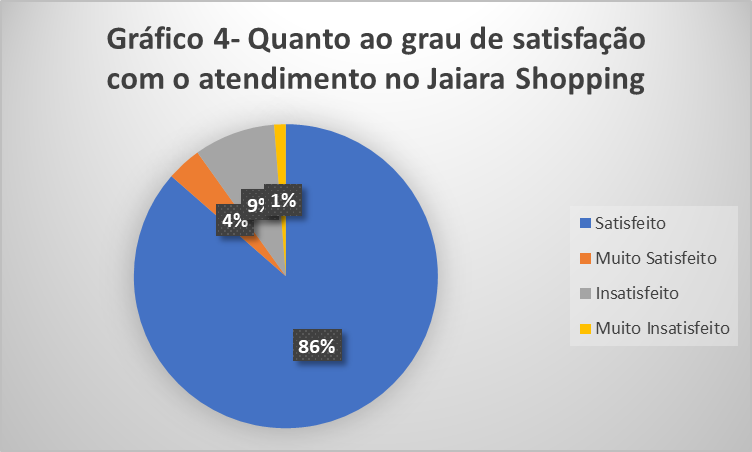 Gráfico 4- Quanto ao grau de satisfação
com o atendimento no Jaiara Shopping
4%
9%
1%
86%
Satisfeito
Muito Satisfeito
Insatisfeito
Muito Insatisfeito